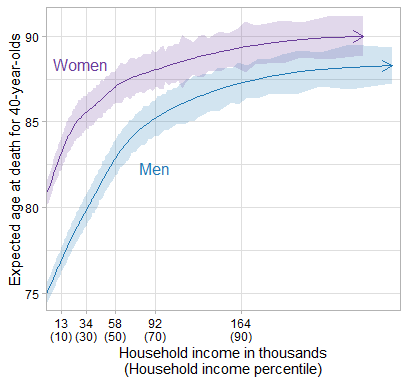 Expected age at death for 40-year-olds
90
85
80
75
Women
Men
13 34 58 92 164
(10) (30) (50) (70) (90)
Household income in thousands
(Household income percentile)